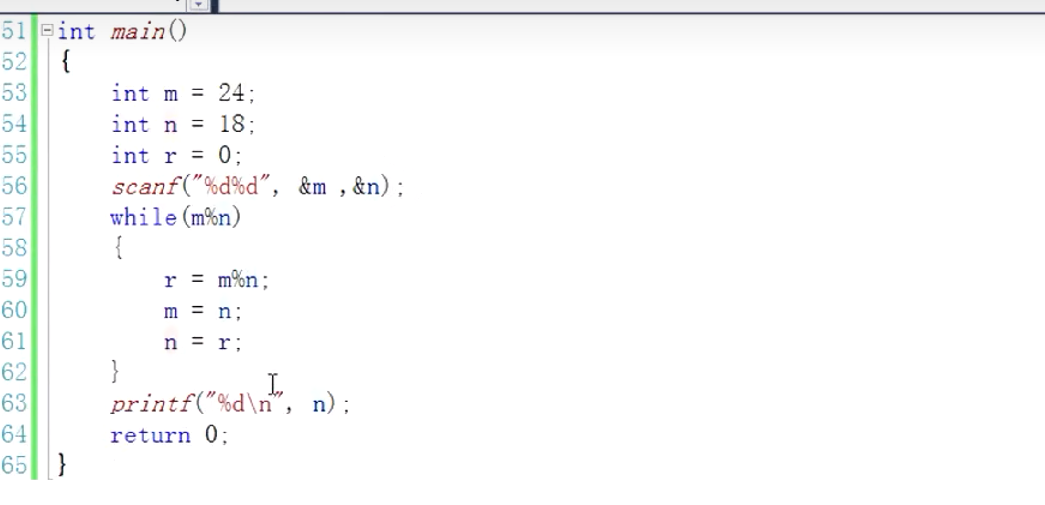 51 int main()
52 {
53 int m = 24;
54 int n = 18;
55 int r = 0;
56 scanf("%d%d", &m ,&n);
57 while(m%n)
58 {
59 r = m%n;
60 m = n;
61 n = r;
62 }
63 printf("%d\n", n);
64 return 0;
65 }